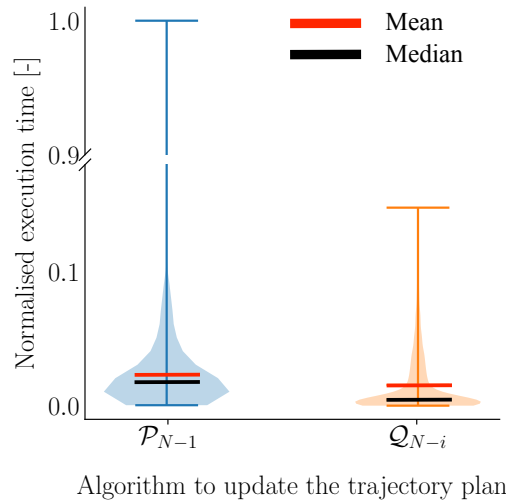 1.0
Mean
Median
0.9
Normalised execution time [-]
0.1
0.0
𝒫_{N−1}
𝒬_{N−i}
Algorithm to update the trajectory plan